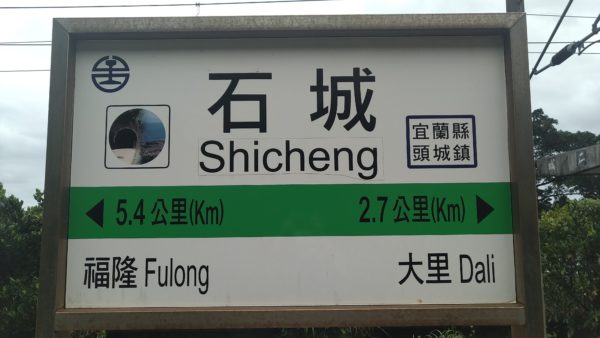 石城
Shicheng
宜蘭縣
頭城鎮
5.4公里(Km)
2.7公里(Km)
福隆 Fulong
大里 Dali